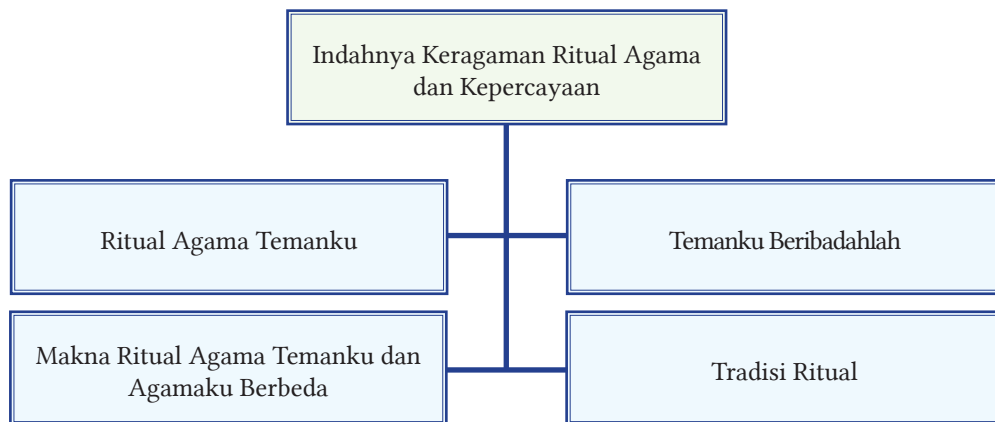 Indahnya Keragaman Ritual Agama
dan Kepercayaan
Ritual Agama Temanku
Temanku Beribadahlah
Makna Ritual Agama Temanku dan
Agamaku Berbeda
Tradisi Ritual